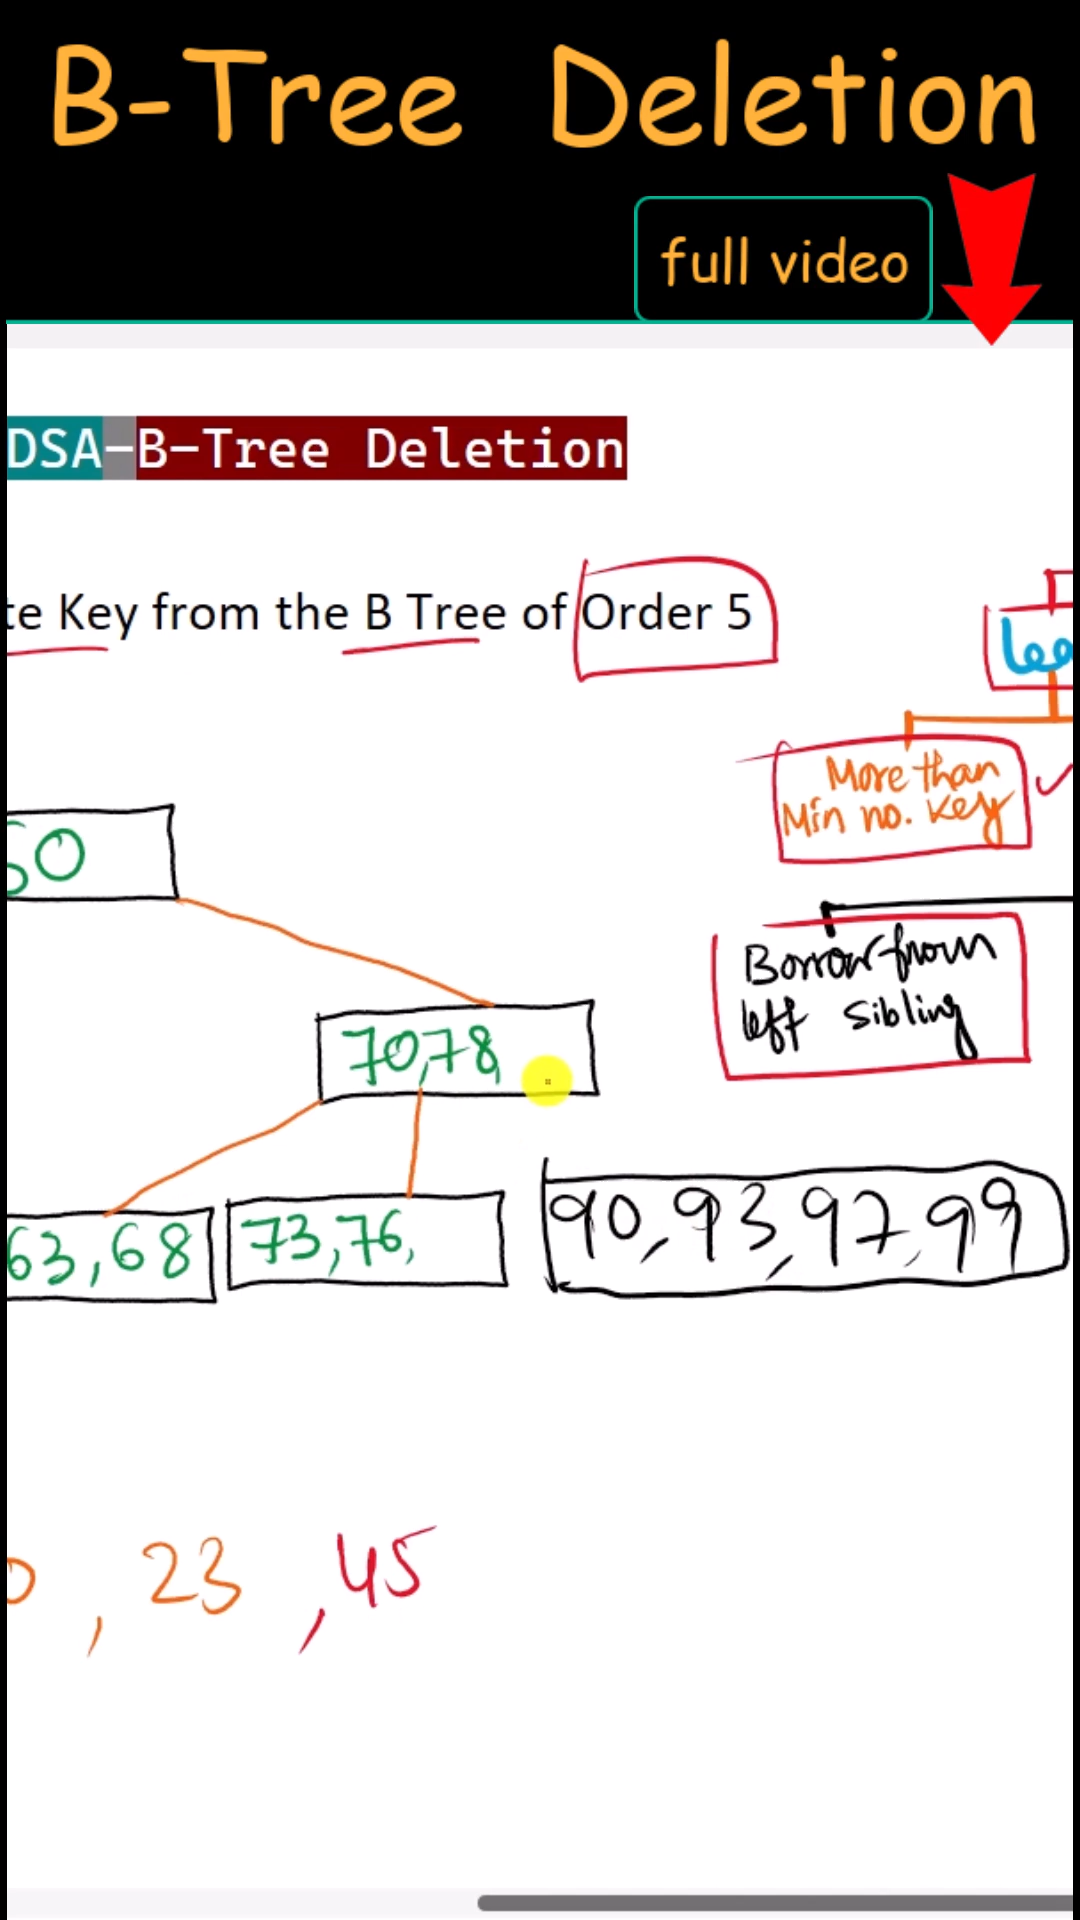 B-Tree Deletion
full video
DSA-B-Tree Deletion
te Key from the B Tree of Order 5
More than
Min no. Key
60
Borrow from
left Sibling
70,78,
63,68
73,76,
90,93,97,99
, 23 ,45